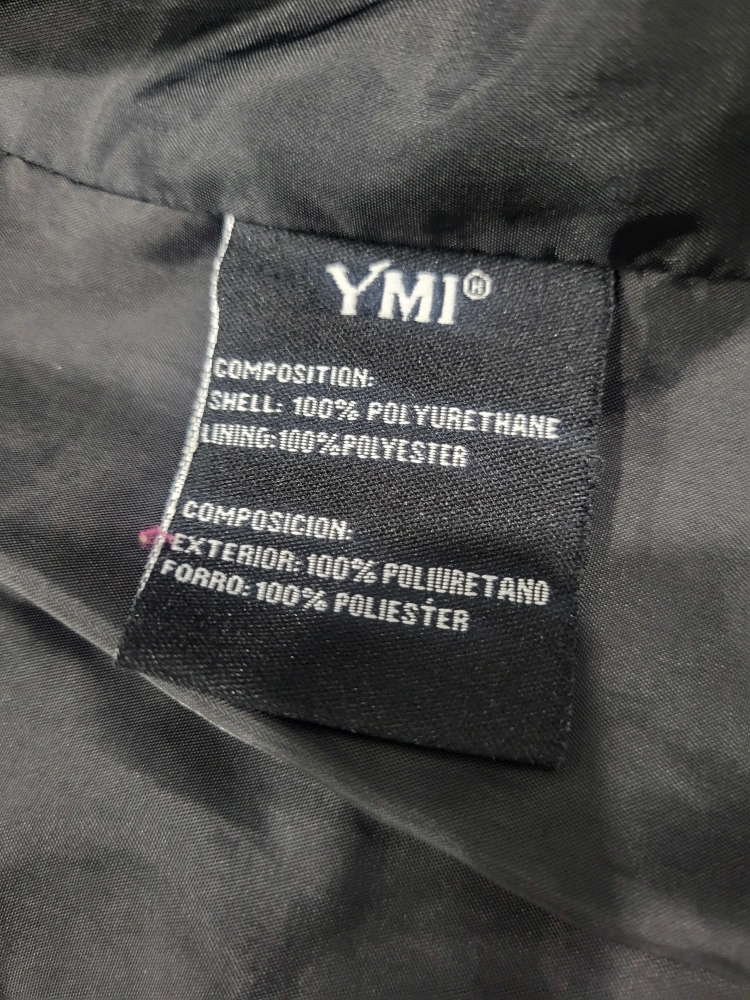 YMI®
COMPOSITION:
SHELL: 100% POLYURETHANE
LINING:100%POLYESTER
COMPOSICION:
EXTERIOR:100% POLIURETANO
FORRO:100% POLIESTER